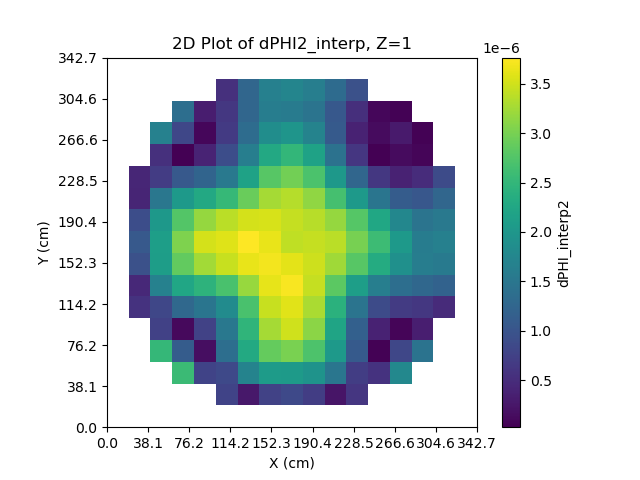 2D Plot of dPHI2_interp, Z=1
1e−6
342.7
304.6
266.6
228.5
190.4
152.3
114.2
76.2
38.1
0.0
Y (cm)
0.0 38.1 76.2 114.2 152.3 190.4 228.5 266.6 304.6 342.7
X (cm)
3.5
3.0
2.5
2.0
1.5
1.0
0.5
dPHI_interp2